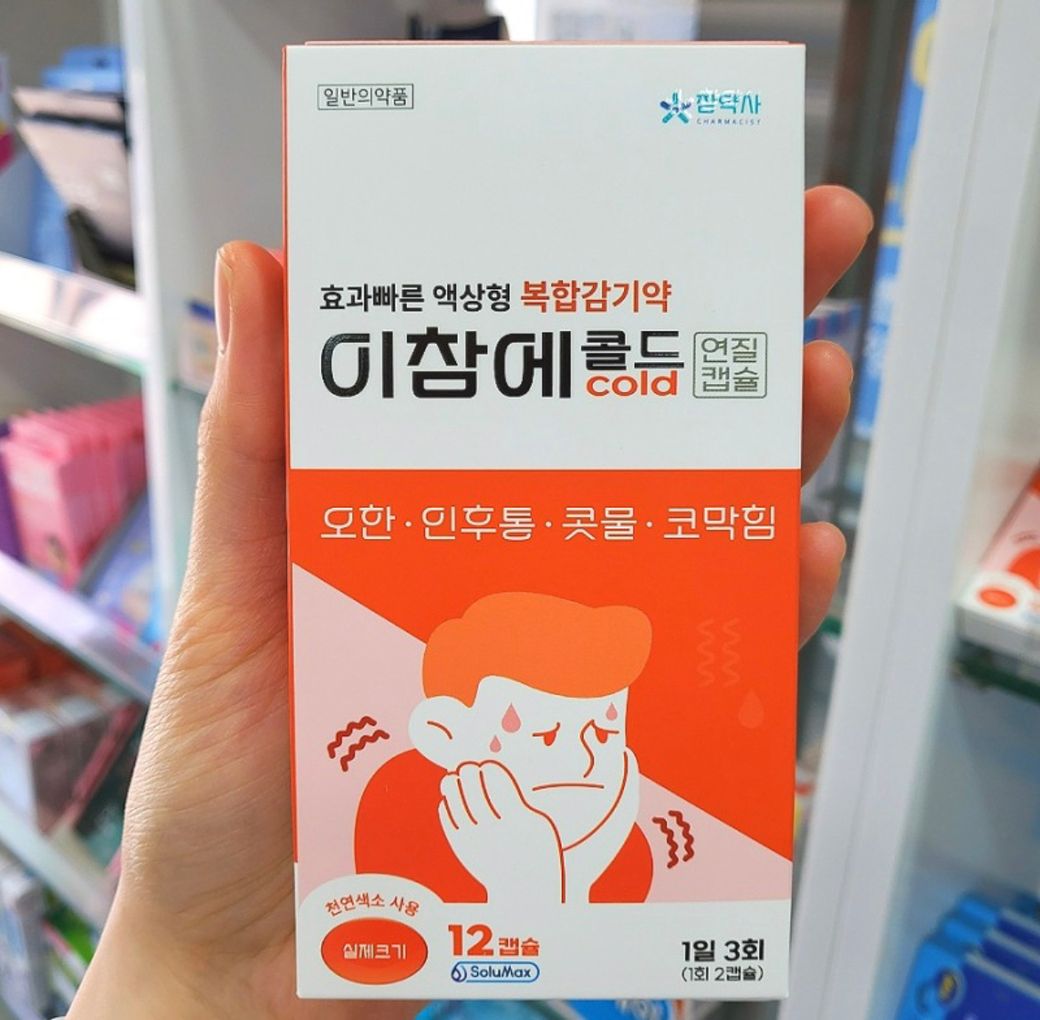 일반의약품
참약사
CHARMACIST
효과빠른 액상형 복합감기약
이참에콜드
cold
연질
캡슐
오한·인후통·콧물·코막힘
천연색소 사용
실제크기
12캡슐
SoluMax
1일 3회
(1회 2캡슐)